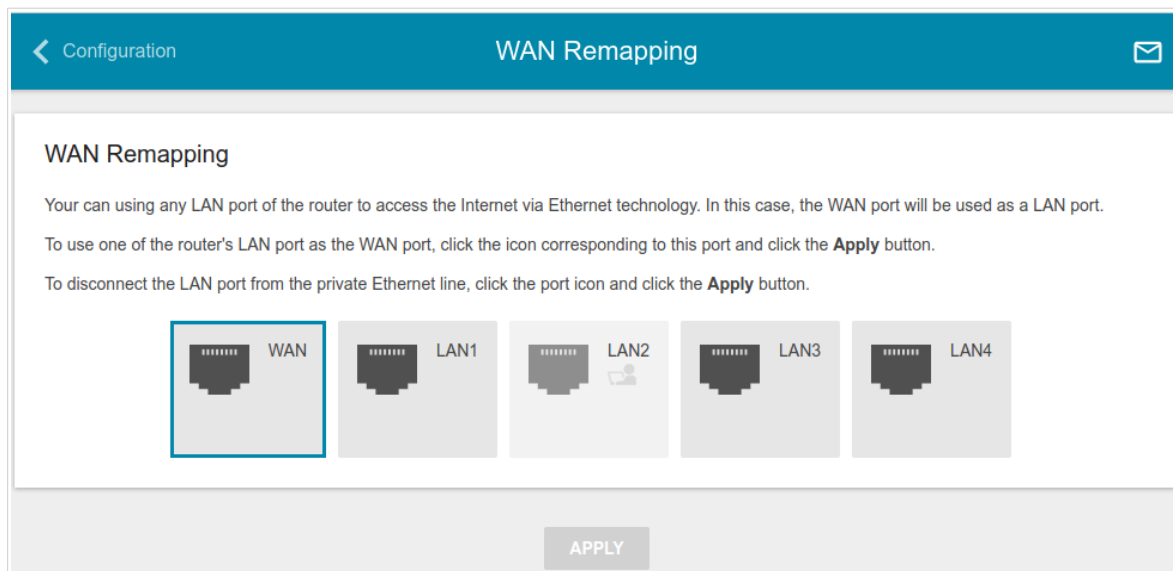 Configuration
WAN Remapping
WAN Remapping
Your can using any LAN port of the router to access the Internet via Ethernet technology. In this case, the WAN port will be used as a LAN port.
To use one of the router's LAN port as the WAN port, click the icon corresponding to this port and click the Apply button.
To disconnect the LAN port from the private Ethernet line, click the port icon and click the Apply button.
WAN
LAN1
LAN2
LAN3
LAN4
APPLY